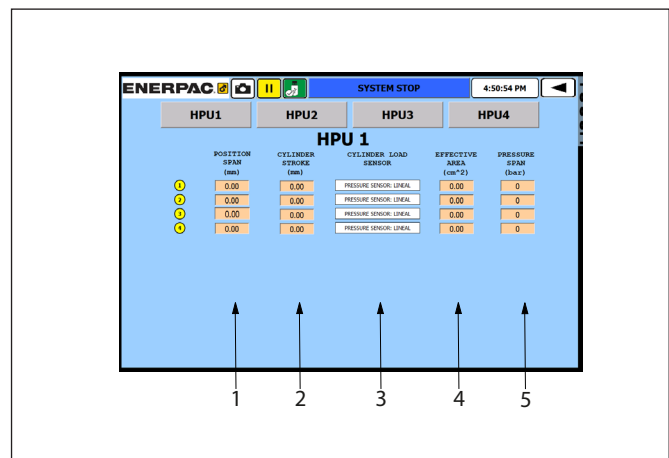 ENERPAC. SYSTEM STOP 4:50:54 PM
HPU1 HPU2 HPU3 HPU4
HPU 1
POSITION SPAN (mm)
CYLINDER STROKE (mm)
CYLINDER LOAD SENSOR
EFFECTIVE AREA (cm^2)
PRESSURE SPAN (bar)
1 0.00 0.00 PRESSURE SENSOR: LINEAL 0.00 0
2 0.00 0.00 PRESSURE SENSOR: LINEAL 0.00 0
3 0.00 0.00 PRESSURE SENSOR: LINEAL 0.00 0
4 0.00 0.00 PRESSURE SENSOR: LINEAL 0.00 0
1 2 3 4 5